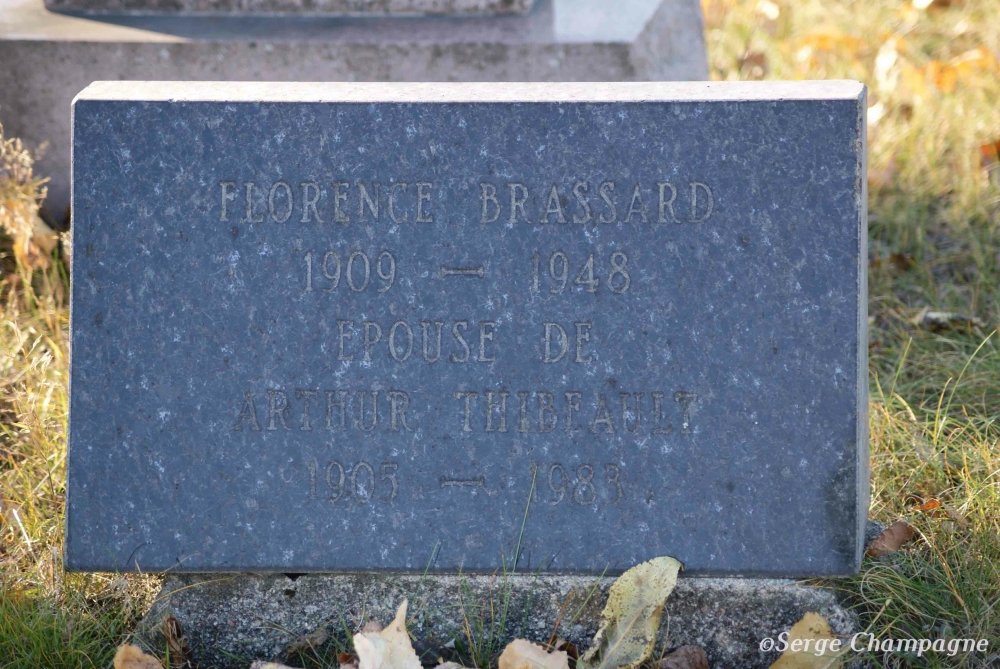 FLORENCE BRASSARD
1909 — 1948
EPOUSE DE
ARTHUR THIBEAULT
1905 — 1983
©Serge Champagne